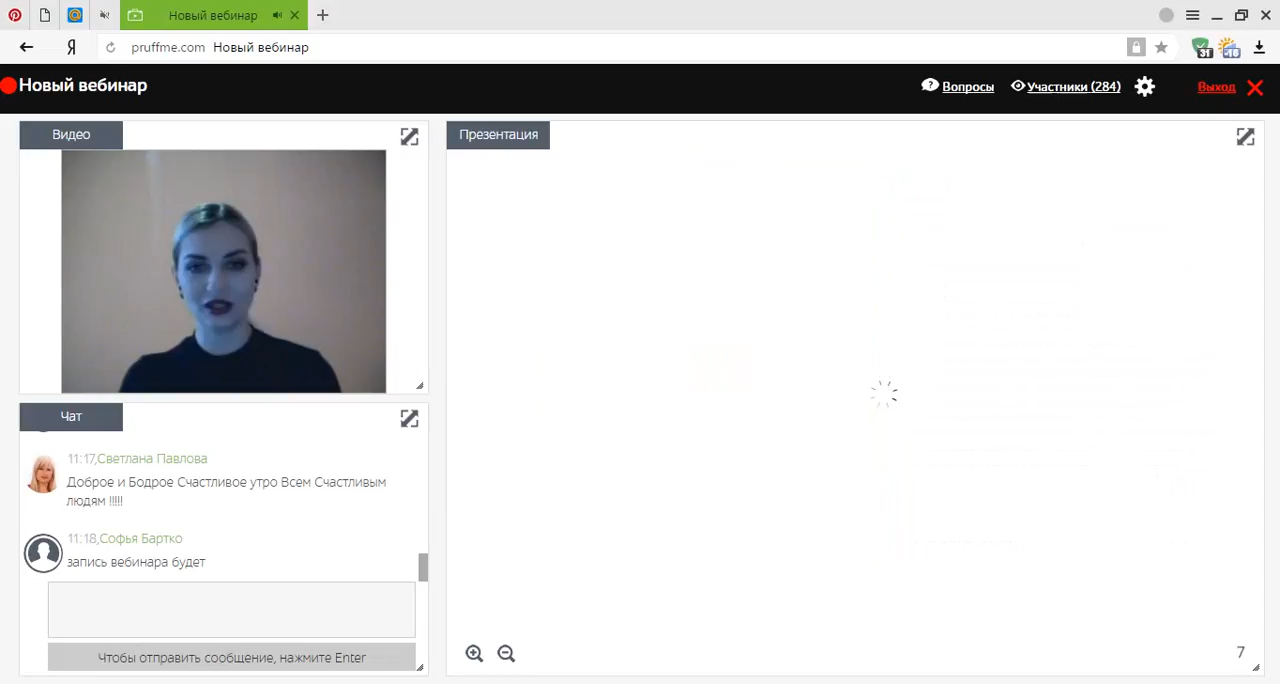 Новый вебинар
pruffme.com Новый вебинар
31
Новый вебинар
Вопросы
Участники (284)
Выход
Видео
Презентация
Чат
11:17,Светлана Павлова
Доброе и Бодрое Счастливое утро Всем Счастливым
людям !!!!!
11:18,Софья Бартко
запись вебинара будет
Чтобы отправить сообщение, нажмите Enter
7